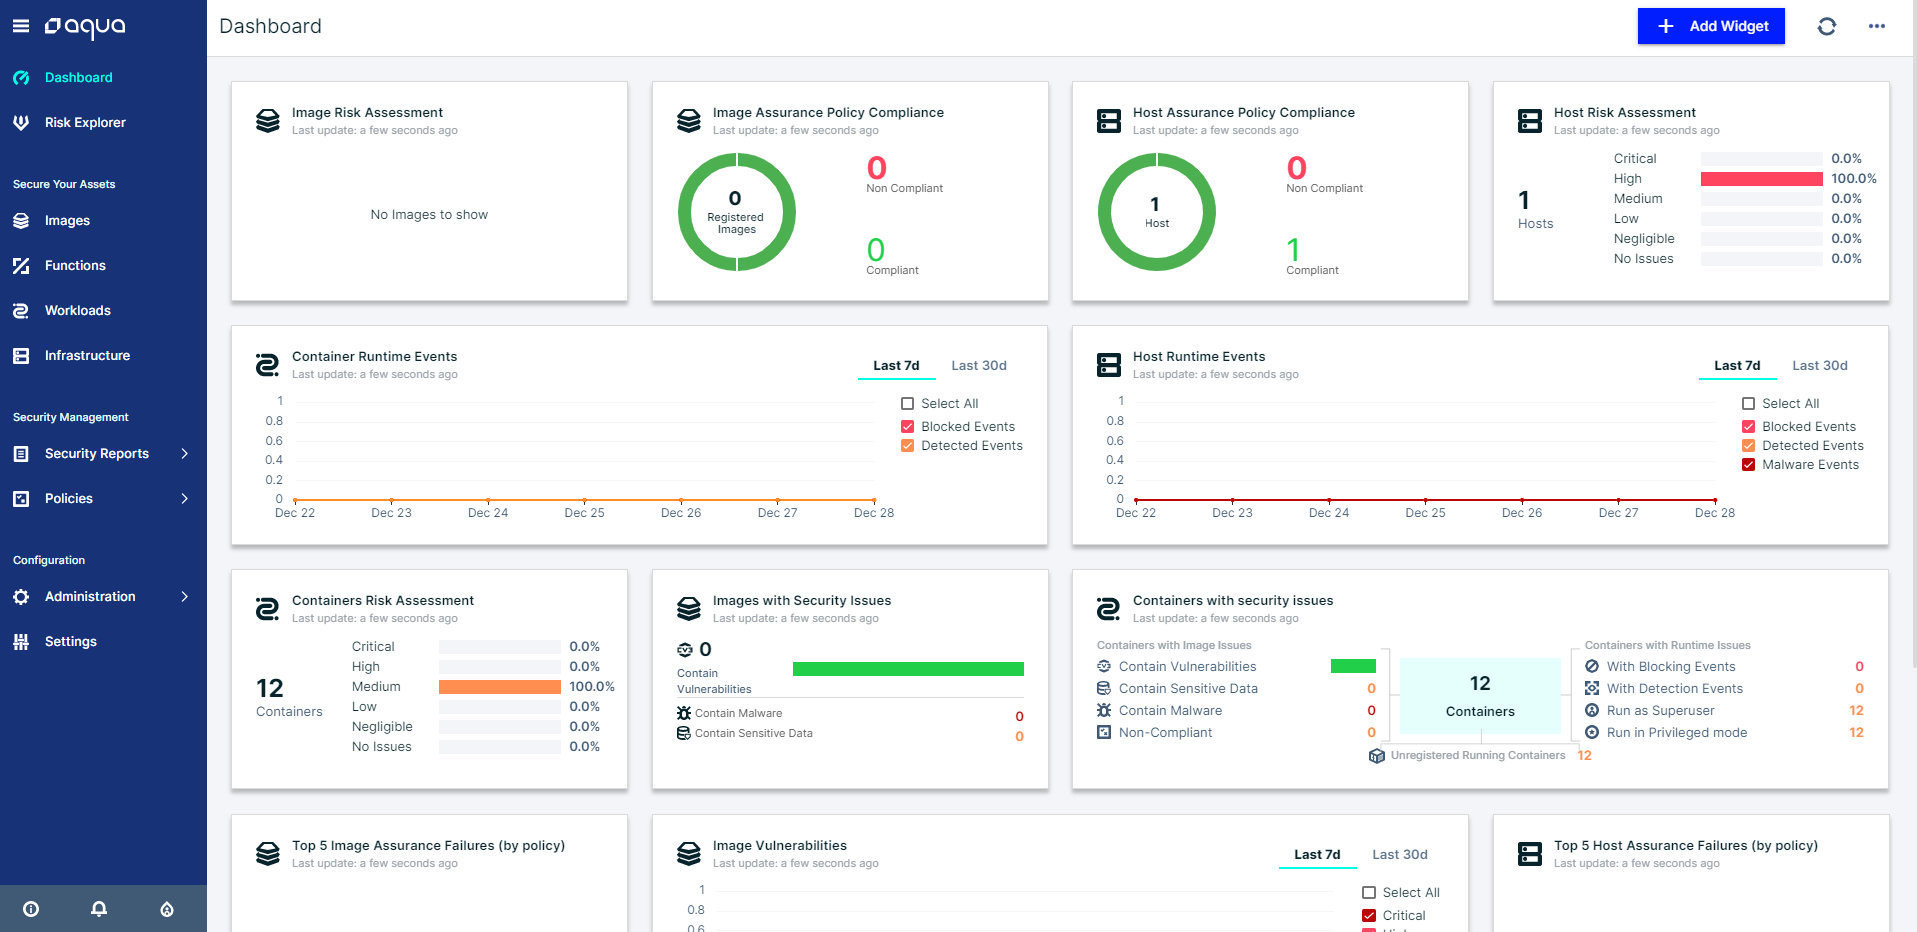 aqua
Dashboard
Risk Explorer
Secure Your Assets
Images
Functions
Workloads
Infrastructure
Security Management
Security Reports
Policies
Configuration
Administration
Settings
Dashboard
Add Widget
Image Risk Assessment
Last update: a few seconds ago
No Images to show
Image Assurance Policy Compliance
Last update: a few seconds ago
0
Registered
Images
0
Non Compliant
0
Compliant
Host Assurance Policy Compliance
Last update: a few seconds ago
1
Host
0
Non Compliant
1
Compliant
Host Risk Assessment
Last update: a few seconds ago
1
Hosts
Critical 0.0%
High 100.0%
Medium 0.0%
Low 0.0%
Negligible 0.0%
No Issues 0.0%
Container Runtime Events
Last update: a few seconds ago
Last 7d Last 30d
1
0.8
0.6
0.4
0.2
0
Dec 22 Dec 23 Dec 24 Dec 25 Dec 26 Dec 27 Dec 28
Select All
Blocked Events
Detected Events
Host Runtime Events
Last update: a few seconds ago
Last 7d Last 30d
1
0.8
0.6
0.4
0.2
0
Dec 22 Dec 23 Dec 24 Dec 25 Dec 26 Dec 27 Dec 28
Select All
Blocked Events
Detected Events
Malware Events
Containers Risk Assessment
Last update: a few seconds ago
12
Containers
Critical 0.0%
High 0.0%
Medium 100.0%
Low 0.0%
Negligible 0.0%
No Issues 0.0%
Images with Security Issues
Last update: a few seconds ago
0
Contain
Vulnerabilities
Contain Malware 0
Contain Sensitive Data 0
Containers with security issues
Last update: a few seconds ago
Containers with Image Issues
Contain Vulnerabilities
Contain Sensitive Data 0
Contain Malware 0
Non-Compliant 0
12
Containers
Unregistered Running Containers 12
Containers with Runtime Issues
With Blocking Events 0
With Detection Events 0
Run as Superuser 12
Run in Privileged mode 12
Top 5 Image Assurance Failures (by policy)
Last update: a few seconds ago
Image Vulnerabilities
Last update: a few seconds ago
Last 7d Last 30d
1
0.8
0.6
Select All
Critical
Top 5 Host Assurance Failures (by policy)
Last update: a few seconds ago